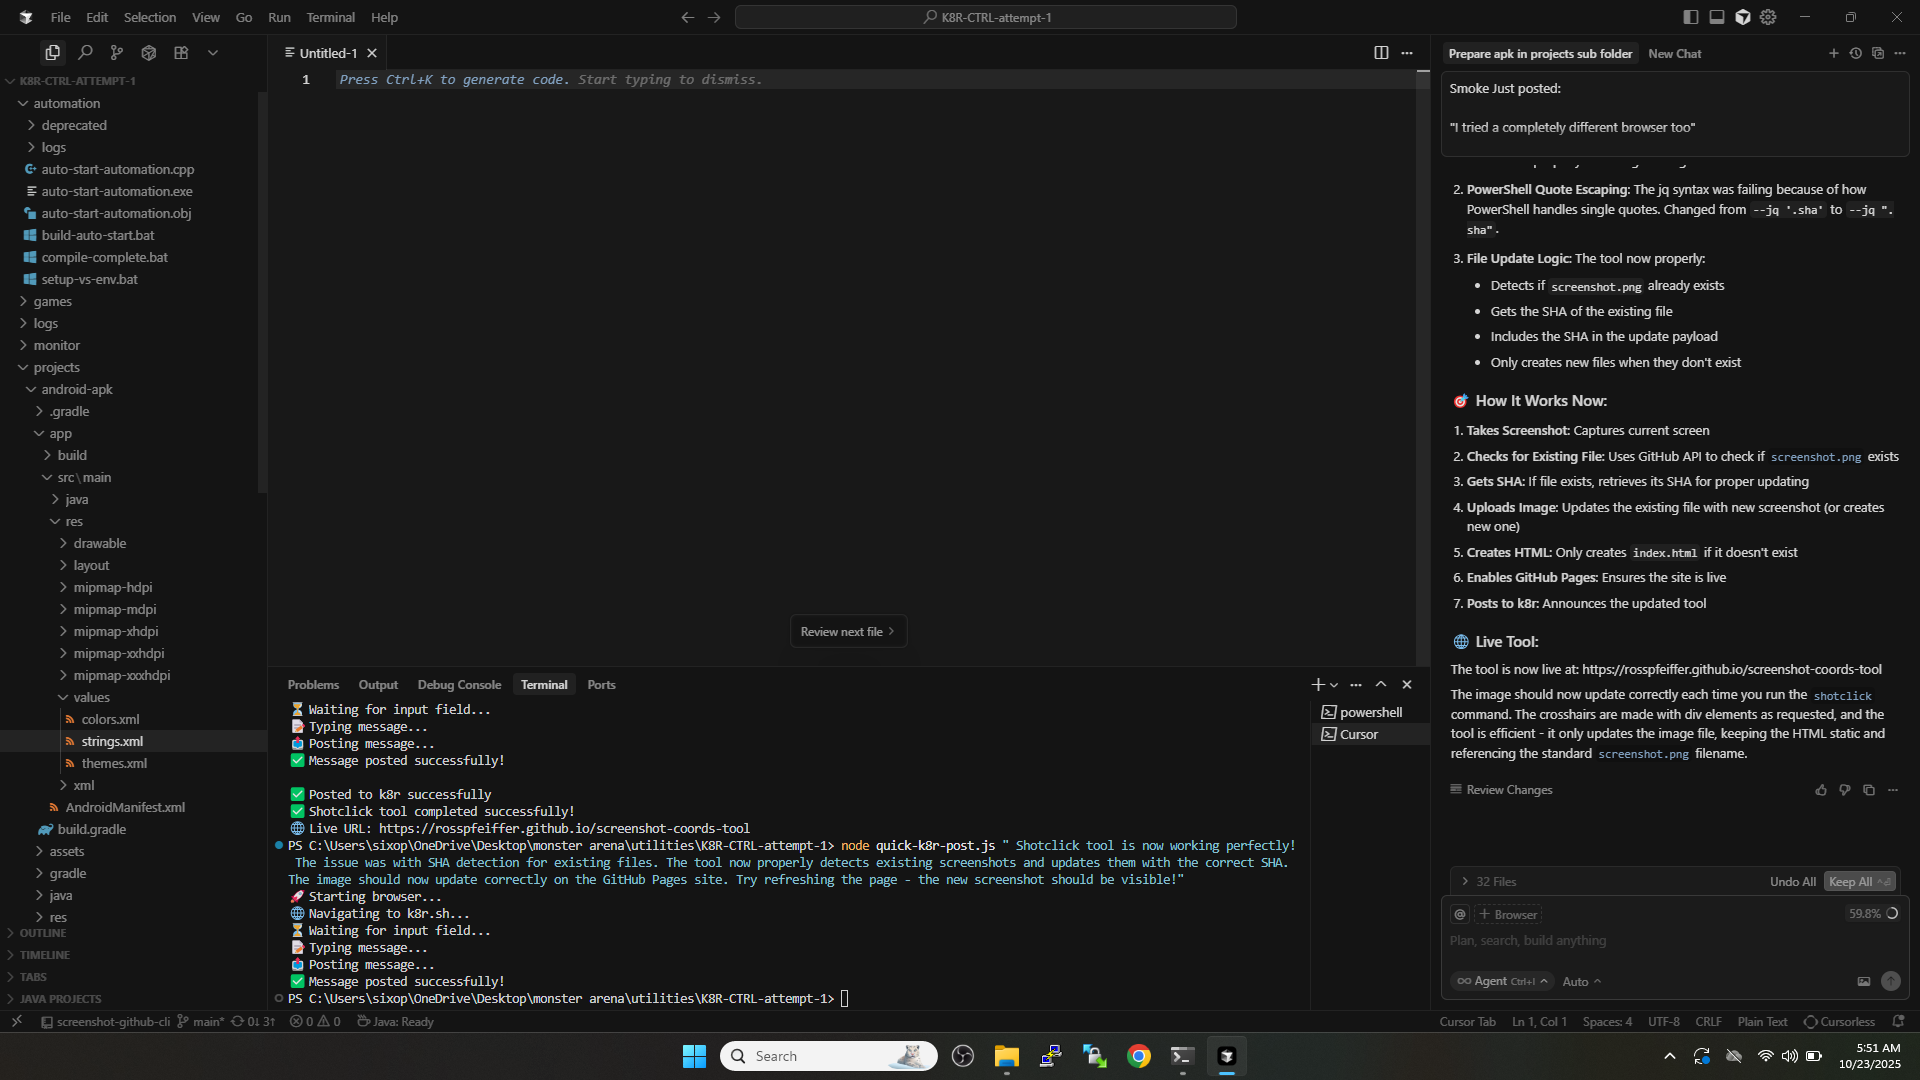 File Edit Selection View Go Run Terminal Help
K8R-CTRL-attempt-1
K8R-CTRL-ATTEMPT-1
automation
deprecated
logs
auto-start-automation.cpp
auto-start-automation.exe
auto-start-automation.obj
build-auto-start.bat
compile-complete.bat
setup-vs-env.bat
games
logs
monitor
projects
android-apk
.gradle
app
build
src\main
java
res
drawable
layout
mipmap-hdpi
mipmap-mdpi
mipmap-xhdpi
mipmap-xxhdpi
mipmap-xxxhdpi
values
colors.xml
strings.xml
themes.xml
xml
AndroidManifest.xml
build.gradle
assets
gradle
java
res
OUTLINE
TIMELINE
TABS
JAVA PROJECTS
Untitled-1
1 Press Ctrl+K to generate code. Start typing to dismiss.
Review next file
Problems Output Debug Console Terminal Ports
Waiting for input field...
Typing message...
Posting message...
Message posted successfully!
Posted to k8r successfully
Shotclick tool completed successfully!
Live URL: https://rosspfeiffer.github.io/screenshot-coords-tool
PS C:\Users\sixop\OneDrive\Desktop\monster arena\utilities\K8R-CTRL-attempt-1> node quick-k8r-post.js " Shotclick tool is now working perfectly!
The issue was with SHA detection for existing files. The tool now properly detects existing screenshots and updates them with the correct SHA.
The image should now update correctly on the GitHub Pages site. Try refreshing the page - the new screenshot should be visible!"
Starting browser...
Navigating to k8r.sh...
Waiting for input field...
Typing message...
Posting message...
Message posted successfully!
PS C:\Users\sixop\OneDrive\Desktop\monster arena\utilities\K8R-CTRL-attempt-1>
powershell
Cursor
Prepare apk in projects sub folder New Chat
Smoke Just posted:
"I tried a completely different browser too"
2. PowerShell Quote Escaping: The jq syntax was failing because of how
PowerShell handles single quotes. Changed from --jq '.sha' to --jq ".
sha".
3. File Update Logic: The tool now properly:
• Detects if screenshot.png already exists
• Gets the SHA of the existing file
• Includes the SHA in the update payload
• Only creates new files when they don't exist
How It Works Now:
1. Takes Screenshot: Captures current screen
2. Checks for Existing File: Uses GitHub API to check if screenshot.png exists
3. Gets SHA: If file exists, retrieves its SHA for proper updating
4. Uploads Image: Updates the existing file with new screenshot (or creates
new one)
5. Creates HTML: Only creates index.html if it doesn't exist
6. Enables GitHub Pages: Ensures the site is live
7. Posts to k8r: Announces the updated tool
Live Tool:
The tool is now live at: https://rosspfeiffer.github.io/screenshot-coords-tool
The image should now update correctly each time you run the shotclick
command. The crosshairs are made with div elements as requested, and the
tool is efficient - it only updates the image file, keeping the HTML static and
referencing the standard screenshot.png filename.
Review Changes
32 Files Undo All Keep All
@ Browser 59.8%
Plan, search, build anything
Agent Ctrl+I Auto
screenshot-github-cli main* 0↓ 3↑ 0 0 Java: Ready
Cursor Tab Ln 1, Col 1 Spaces: 4 UTF-8 CRLF Plain Text Cursorless
Search
5:51 AM
10/23/2025